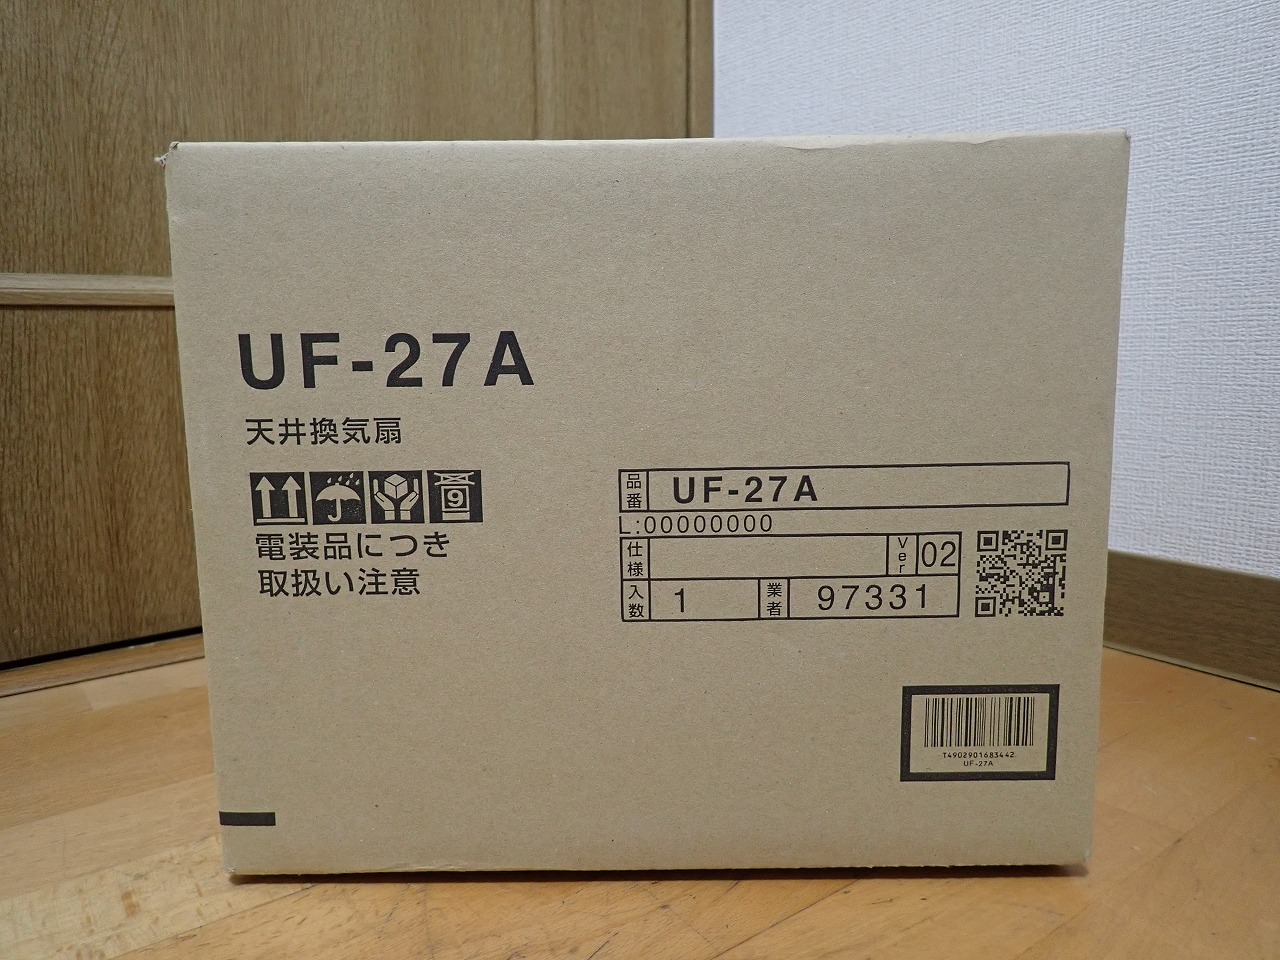 UF-27A
天井換気扇
9
電装品につき
取扱い注意
品番 UF-27A
L:00000000
仕様 Ver 02
入数 1 業者 97331
T4902901683442
UF-27A